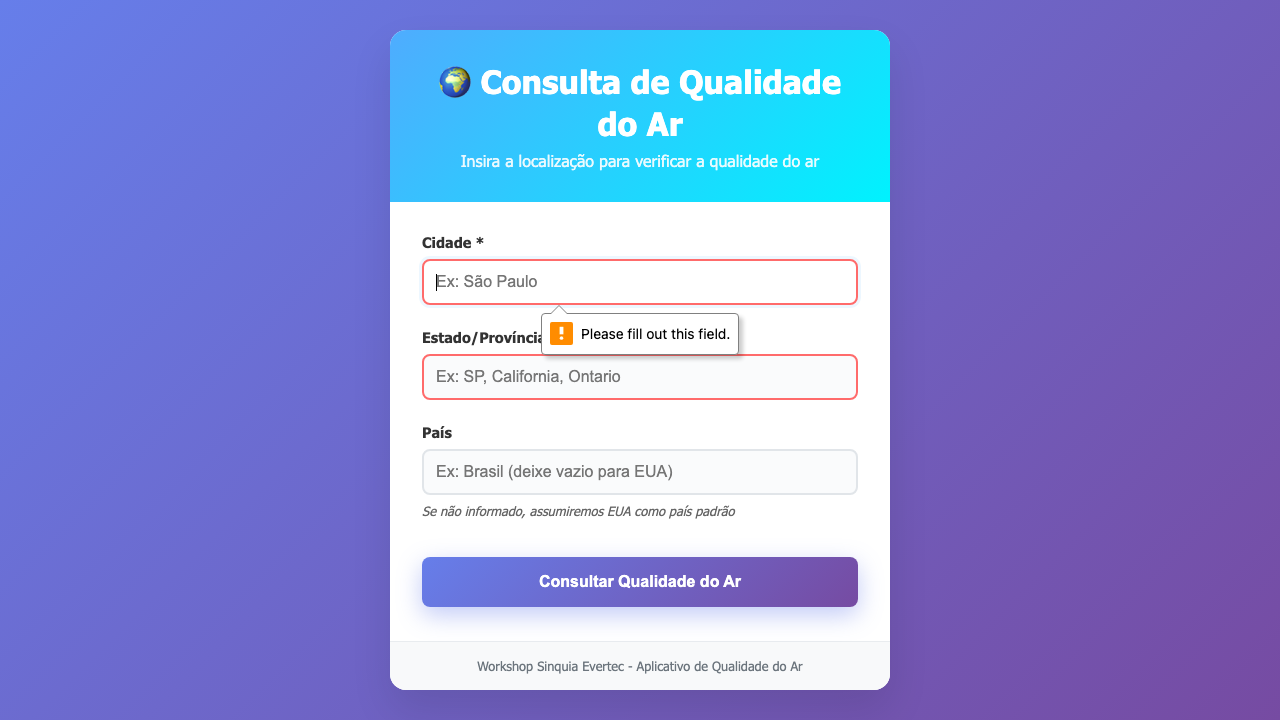 🌍 Consulta de Qualidade
do Ar
Insira a localização para verificar a qualidade do ar
Cidade *
Ex: São Paulo
Please fill out this field.
Estado/Província
Ex: SP, California, Ontario
País
Ex: Brasil (deixe vazio para EUA)
Se não informado, assumiremos EUA como país padrão
Consultar Qualidade do Ar
Workshop Sinquia Evertec - Aplicativo de Qualidade do Ar